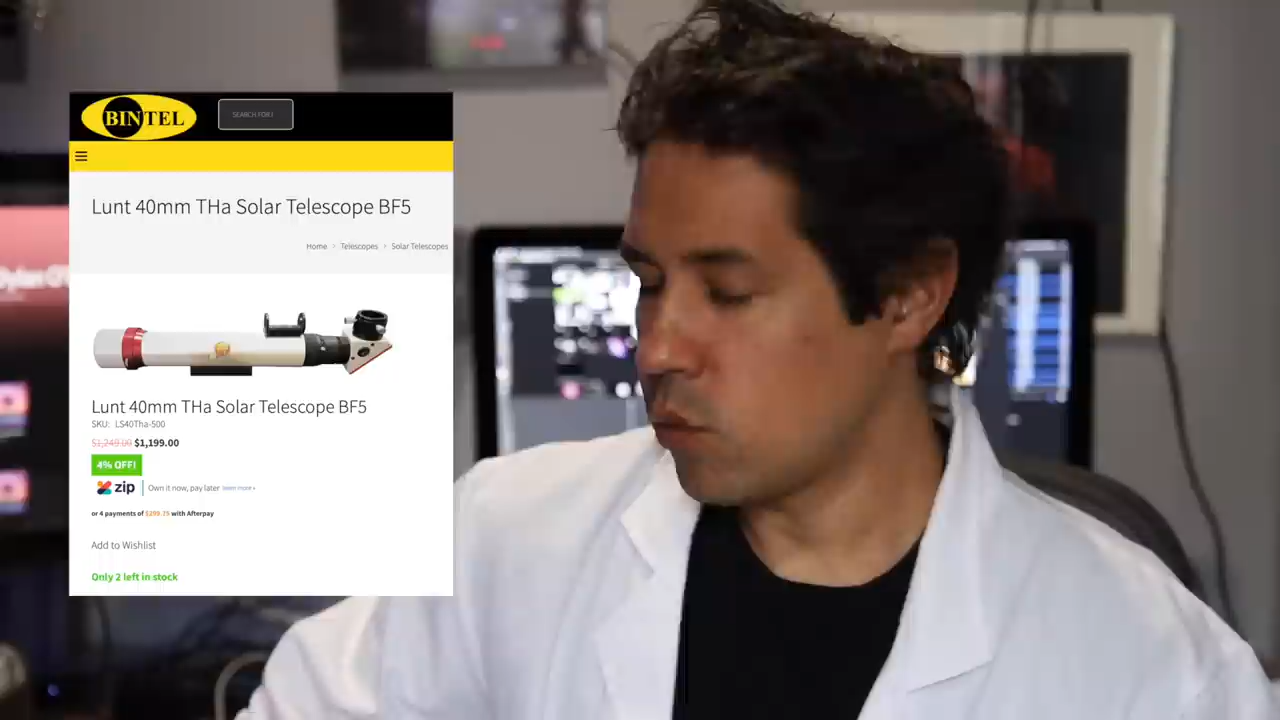 BINTEL
SEARCH FOR I
Lunt 40mm THa Solar Telescope BF5
Home > Telescopes > Solar Telescopes
Lunt 40mm THa Solar Telescope BF5
SKU: LS40Tha-500
$1,249.00 $1,199.00
4% OFF!
zip Own it now, pay later learn more »
or 4 payments of $299.75 with Afterpay
Add to Wishlist
Only 2 left in stock